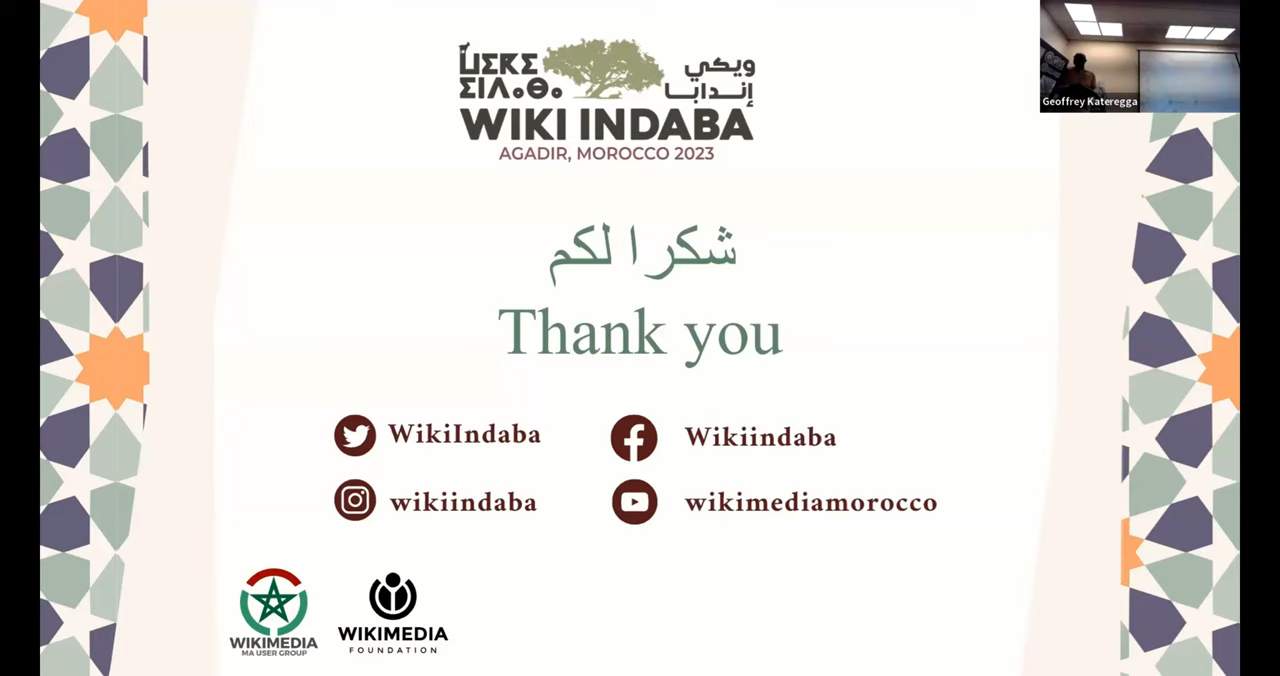 ⵡⵉⴽⵉ
ⵉⵏⴷⴰⴱⴰ
ويكي
إندابا
WIKI INDABA
AGADIR, MOROCCO 2023
Geoffrey Kateregga
شكرا لكم
Thank you
WikiIndaba
Wikiindaba
wikiindaba
wikimediamorocco
WIKIMEDIA
MA USER GROUP
WIKIMEDIA
FOUNDATION